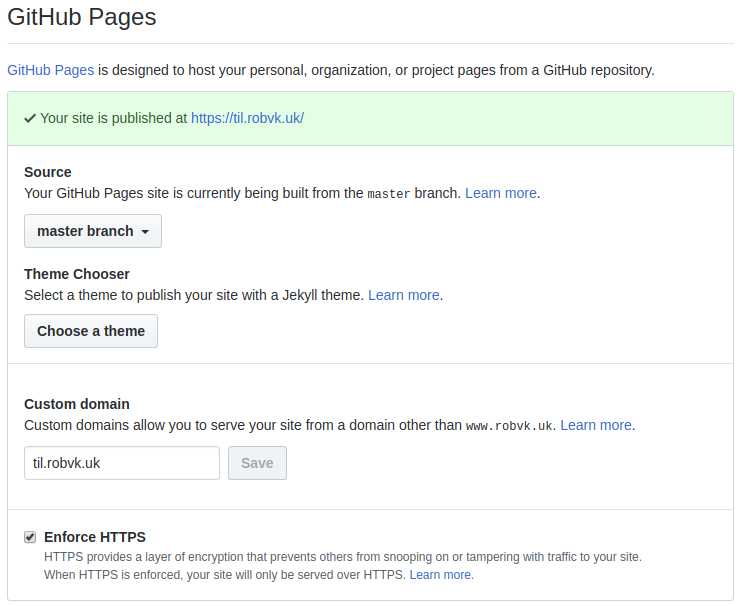 GitHub Pages
GitHub Pages is designed to host your personal, organization, or project pages from a GitHub repository.
Your site is published at https://til.robvk.uk/
Source
Your GitHub Pages site is currently being built from the master branch. Learn more.
master branch
Theme Chooser
Select a theme to publish your site with a Jekyll theme. Learn more.
Choose a theme
Custom domain
Custom domains allow you to serve your site from a domain other than www.robvk.uk. Learn more.
til.robvk.uk Save
Enforce HTTPS
HTTPS provides a layer of encryption that prevents others from snooping on or tampering with traffic to your site.
When HTTPS is enforced, your site will only be served over HTTPS. Learn more.